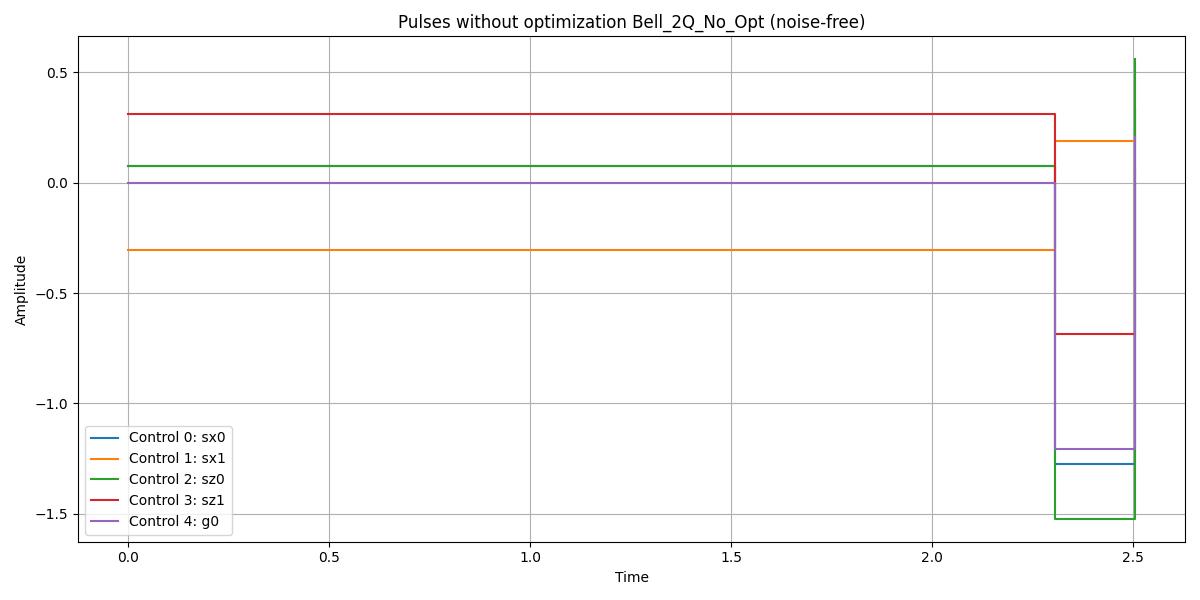 Pulses without optimization Bell_2Q_No_Opt (noise-free)
0.5
0.0
−0.5
−1.0
−1.5
Amplitude
Control 0: sx0
Control 1: sx1
Control 2: sz0
Control 3: sz1
Control 4: g0
0.0 0.5 1.0 1.5 2.0 2.5
Time